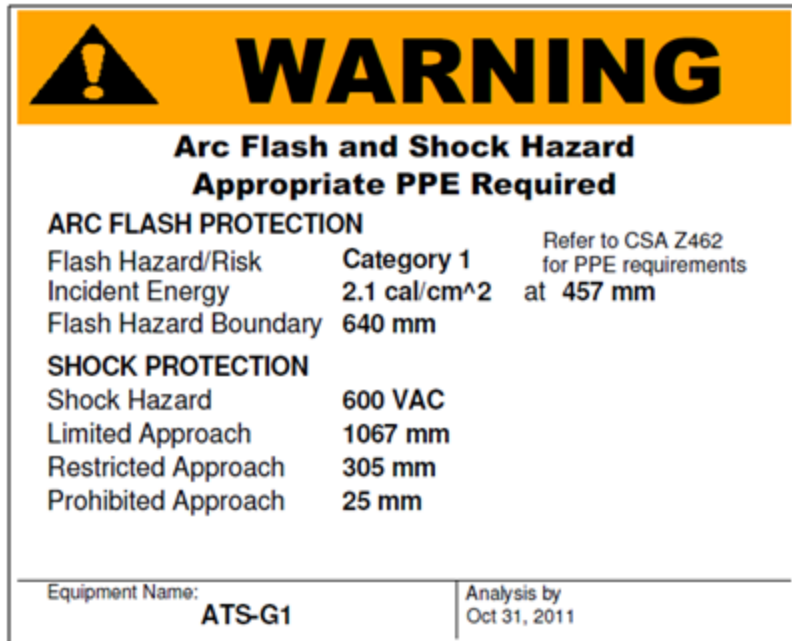 WARNING
Arc Flash and Shock Hazard
Appropriate PPE Required
ARC FLASH PROTECTION
Flash Hazard/Risk Category 1 Refer to CSA Z462
for PPE requirements
Incident Energy 2.1 cal/cm^2 at 457 mm
Flash Hazard Boundary 640 mm
SHOCK PROTECTION
Shock Hazard 600 VAC
Limited Approach 1067 mm
Restricted Approach 305 mm
Prohibited Approach 25 mm
Equipment Name:
ATS-G1
Analysis by
Oct 31, 2011